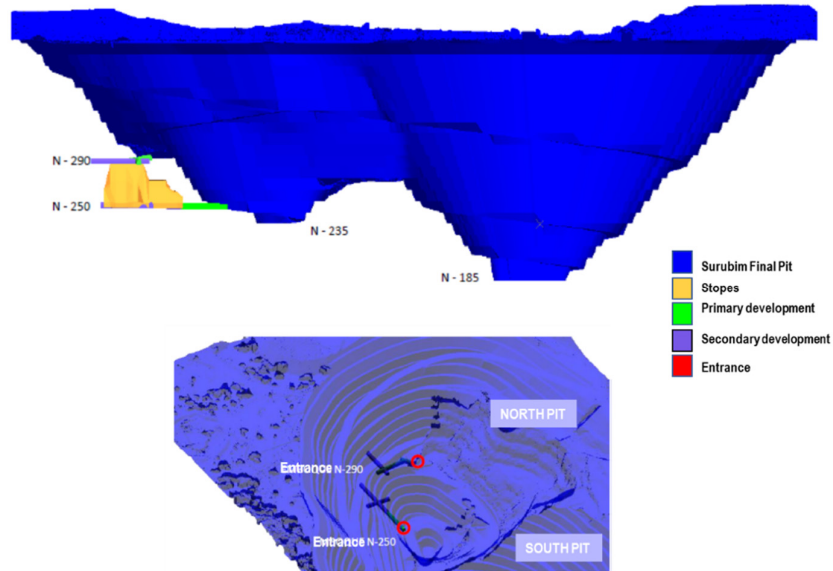 N - 290
N - 250
N - 235
N - 185
Surubim Final Pit
Stopes
Primary development
Secondary development
Entrance
NORTH PIT
Entrance N-290
Entrance N-250
SOUTH PIT